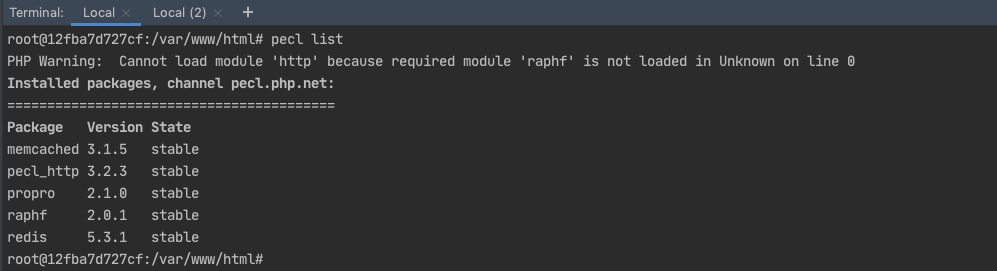 Terminal: Local × Local (2) × +
root@12fba7d727cf:/var/www/html# pecl list
PHP Warning:  Cannot load module 'http' because required module 'raphf' is not loaded in Unknown on line 0
Installed packages, channel pecl.php.net:
=========================================
Package   Version State
memcached 3.1.5   stable
pecl_http 3.2.3   stable
propro    2.1.0   stable
raphf     2.0.1   stable
redis     5.3.1   stable
root@12fba7d727cf:/var/www/html#